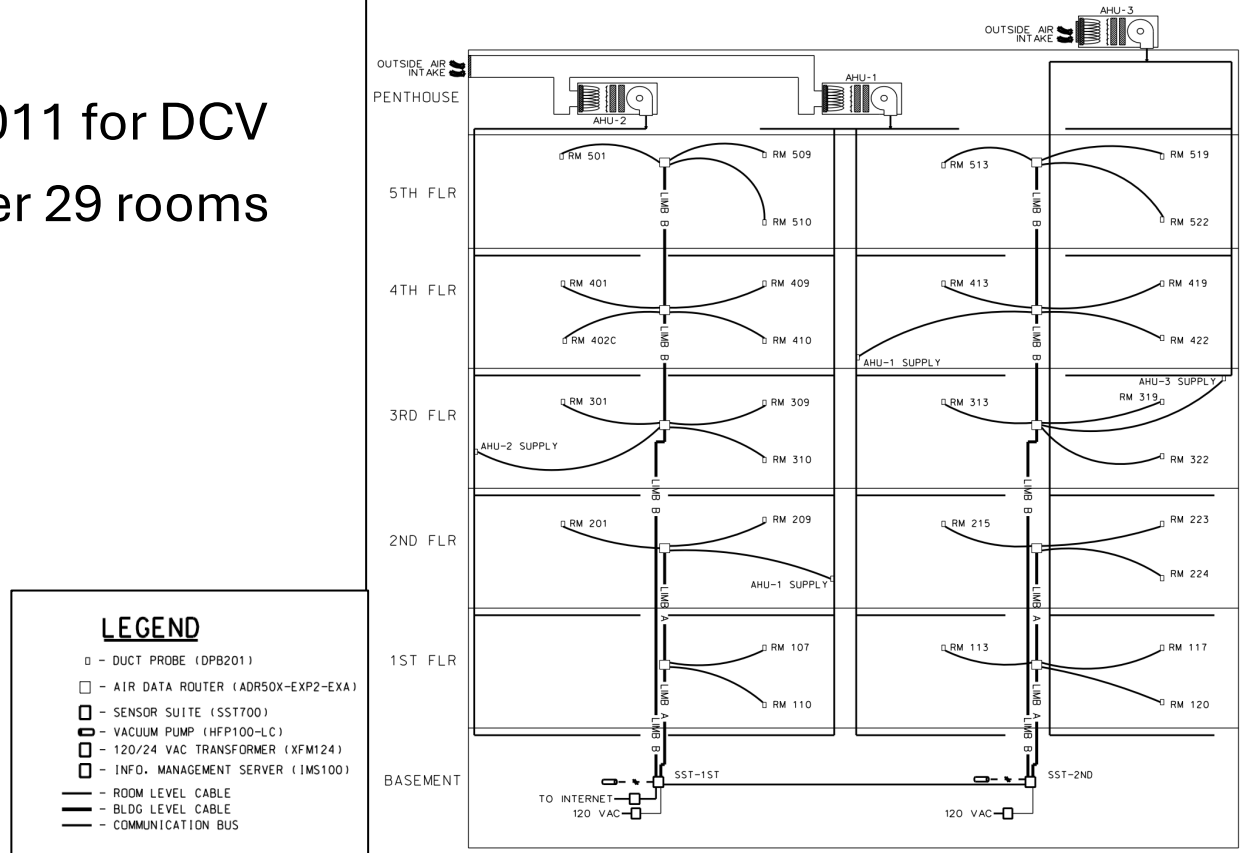 011 for DCV
er 29 rooms
LEGEND
- DUCT PROBE (DPB201)
- AIR DATA ROUTER (ADR50X-EXP2-EXA)
- SENSOR SUITE (SST700)
- VACUUM PUMP (HFP100-LC)
- 120/24 VAC TRANSFORMER (XFM124)
- INFO. MANAGEMENT SERVER (IMS100)
- ROOM LEVEL CABLE
- BLDG LEVEL CABLE
- COMMUNICATION BUS
AHU-3
OUTSIDE AIR
INTAKE
OUTSIDE AIR
INTAKE
PENTHOUSE
AHU-2
AHU-1
5TH FLR
RM 501
RM 509
RM 510
LIMB B
RM 513
RM 519
RM 522
LIMB B
4TH FLR
RM 401
RM 409
RM 402C
RM 410
LIMB B
RM 413
RM 419
RM 422
LIMB B
AHU-1 SUPPLY
3RD FLR
RM 301
RM 309
RM 310
AHU-2 SUPPLY
LIMB B
RM 313
AHU-3 SUPPLY
RM 319
RM 322
LIMB B
2ND FLR
RM 201
RM 209
AHU-1 SUPPLY
LIMB A
RM 215
RM 223
RM 224
LIMB A
1ST FLR
RM 107
RM 110
LIMB A
LIMB B
RM 113
RM 117
RM 120
LIMB A
LIMB B
BASEMENT
SST-1ST
SST-2ND
TO INTERNET
120 VAC
120 VAC